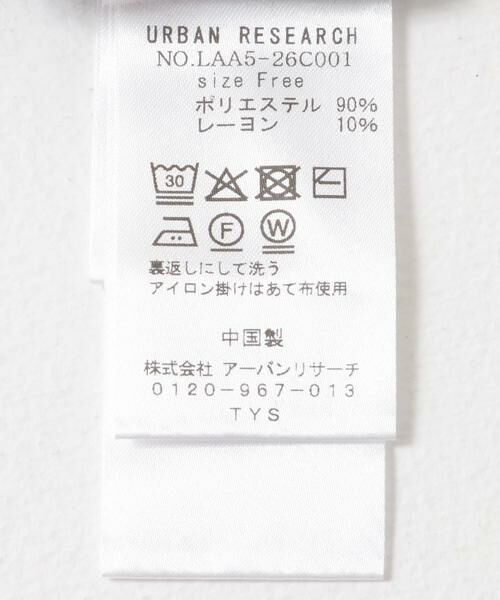 URBAN RESEARCH
NO.LAA5-26C001
size Free
ポリエステル 90%
レーヨン 10%
30
F W
裏返しにして洗う
アイロン掛けはあて布使用
中国製
株式会社 アーバンリサーチ
0120-967-013
TYS